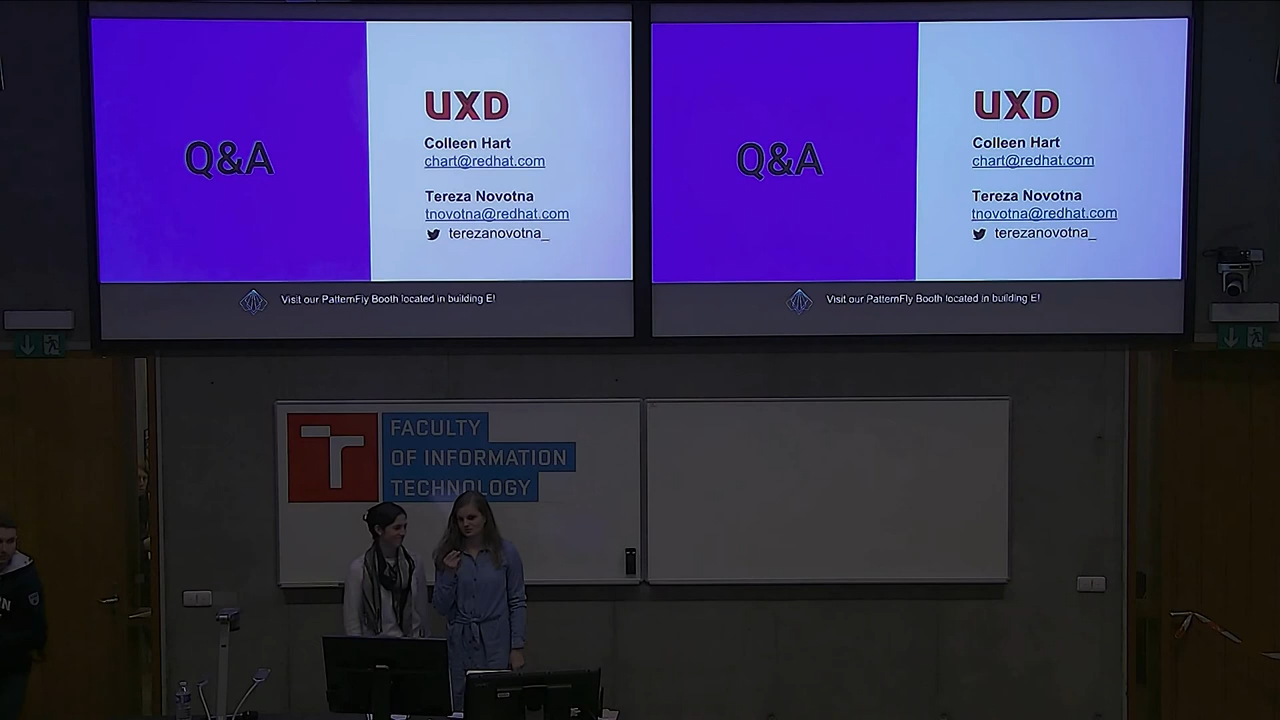 Q&A
UXD
Colleen Hart
chart@redhat.com
Tereza Novotna
tnovotna@redhat.com
terezanovotna_
Visit our PatternFly Booth located in building E!
Q&A
UXD
Colleen Hart
chart@redhat.com
Tereza Novotna
tnovotna@redhat.com
terezanovotna_
Visit our PatternFly Booth located in building E!
T
FACULTY
OF INFORMATION
TECHNOLOGY